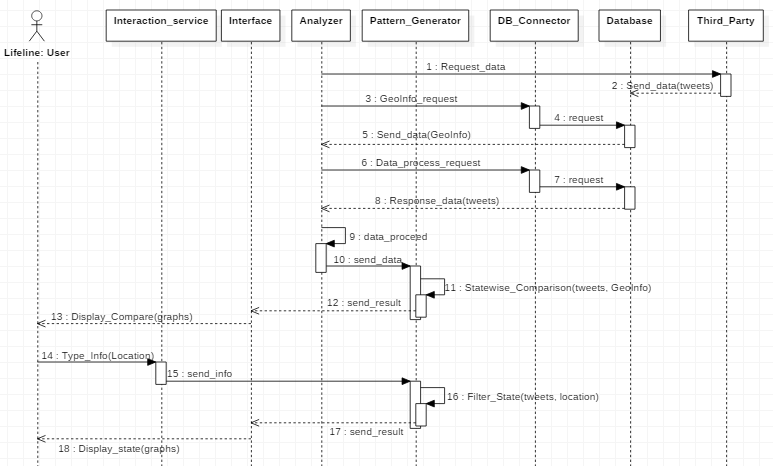 Interaction_service
Interface
Analyzer
Pattern_Generator
DB_Connector
Database
Third_Party
Lifeline: User
1 : Request_data
2 : Send_data(tweets)
3 : GeoInfo_request
4 : request
5 : Send_data(GeoInfo)
6 : Data_process_request
7 : request
8 : Response_data(tweets)
9 : data_proceed
10 : send_data
11 : Statewise_Comparison(tweets, GeoInfo)
12 : send_result
13 : Display_Compare(graphs)
14 : Type_Info(Location)
15 : send_info
16 : Filter_State(tweets, location)
17 : send_result
18 : Display_state(graphs)